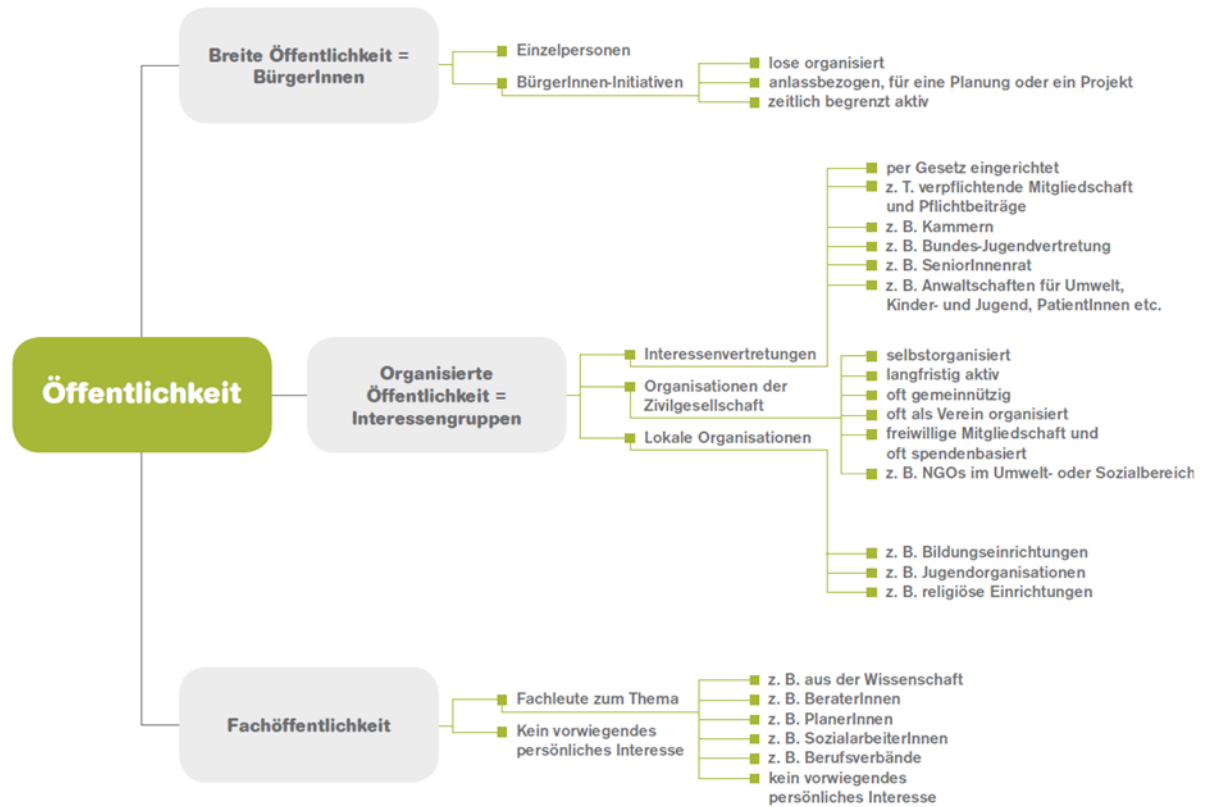 Öffentlichkeit
Breite Öffentlichkeit =
BürgerInnen
Einzelpersonen
BürgerInnen-Initiativen
lose organisiert
anlassbezogen, für eine Planung oder ein Projekt
zeitlich begrenzt aktiv
Organisierte
Öffentlichkeit =
Interessengruppen
Interessenvertretungen
per Gesetz eingerichtet
z. T. verpflichtende Mitgliedschaft
und Pflichtbeiträge
z. B. Kammern
z. B. Bundes-Jugendvertretung
z. B. SeniorInnenrat
z. B. Anwaltschaften für Umwelt,
Kinder- und Jugend, PatientInnen etc.
Organisationen der
Zivilgesellschaft
selbstorganisiert
langfristig aktiv
oft gemeinnützig
oft als Verein organisiert
freiwillige Mitgliedschaft und
oft spendenbasiert
z. B. NGOs im Umwelt- oder Sozialbereich
Lokale Organisationen
z. B. Bildungseinrichtungen
z. B. Jugendorganisationen
z. B. religiöse Einrichtungen
Fachöffentlichkeit
Fachleute zum Thema
Kein vorwiegendes
persönliches Interesse
z. B. aus der Wissenschaft
z. B. BeraterInnen
z. B. PlanerInnen
z. B. SozialarbeiterInnen
z. B. Berufsverbände
kein vorwiegendes
persönliches Interesse